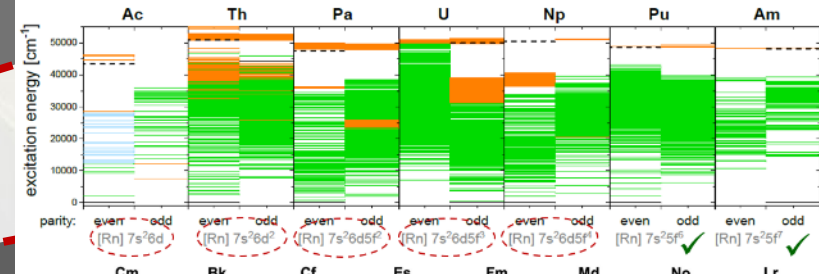 Ac Th Pa U Np Pu Am
excitation energy [cm⁻¹]
50000
40000
30000
20000
10000
0
parity: even odd even odd even odd even odd even odd even odd even odd
[Rn] 7s²6d [Rn] 7s²6d² [Rn] 7s²6d5f² [Rn] 7s²6d5f³ [Rn] 7s²6d5f⁴ [Rn] 7s²5f⁶ [Rn] 7s²5f⁷
Cm Bk Cf Es Fm Md No Lr